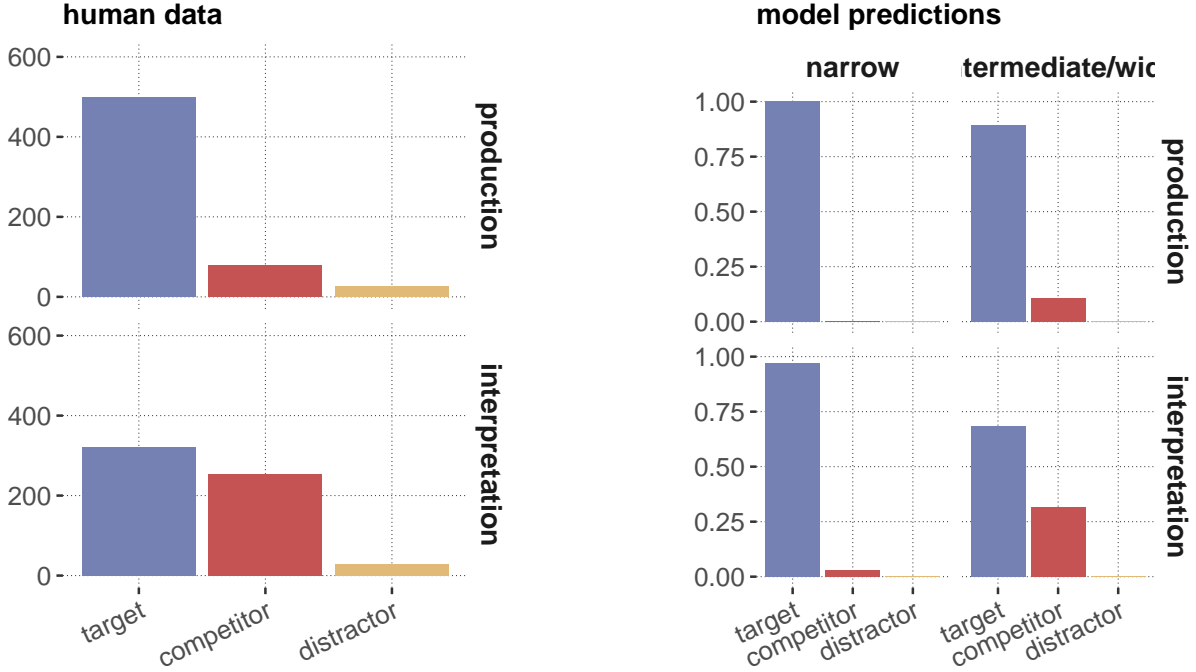 human data
600
400
200
0
production
600
400
200
0
interpretation
target
competitor
distractor
model predictions
narrow
termediate/wid
1.00
0.75
0.50
0.25
0.00
production
1.00
0.75
0.50
0.25
0.00
interpretation
target
competitor
distractor
target
competitor
distractor